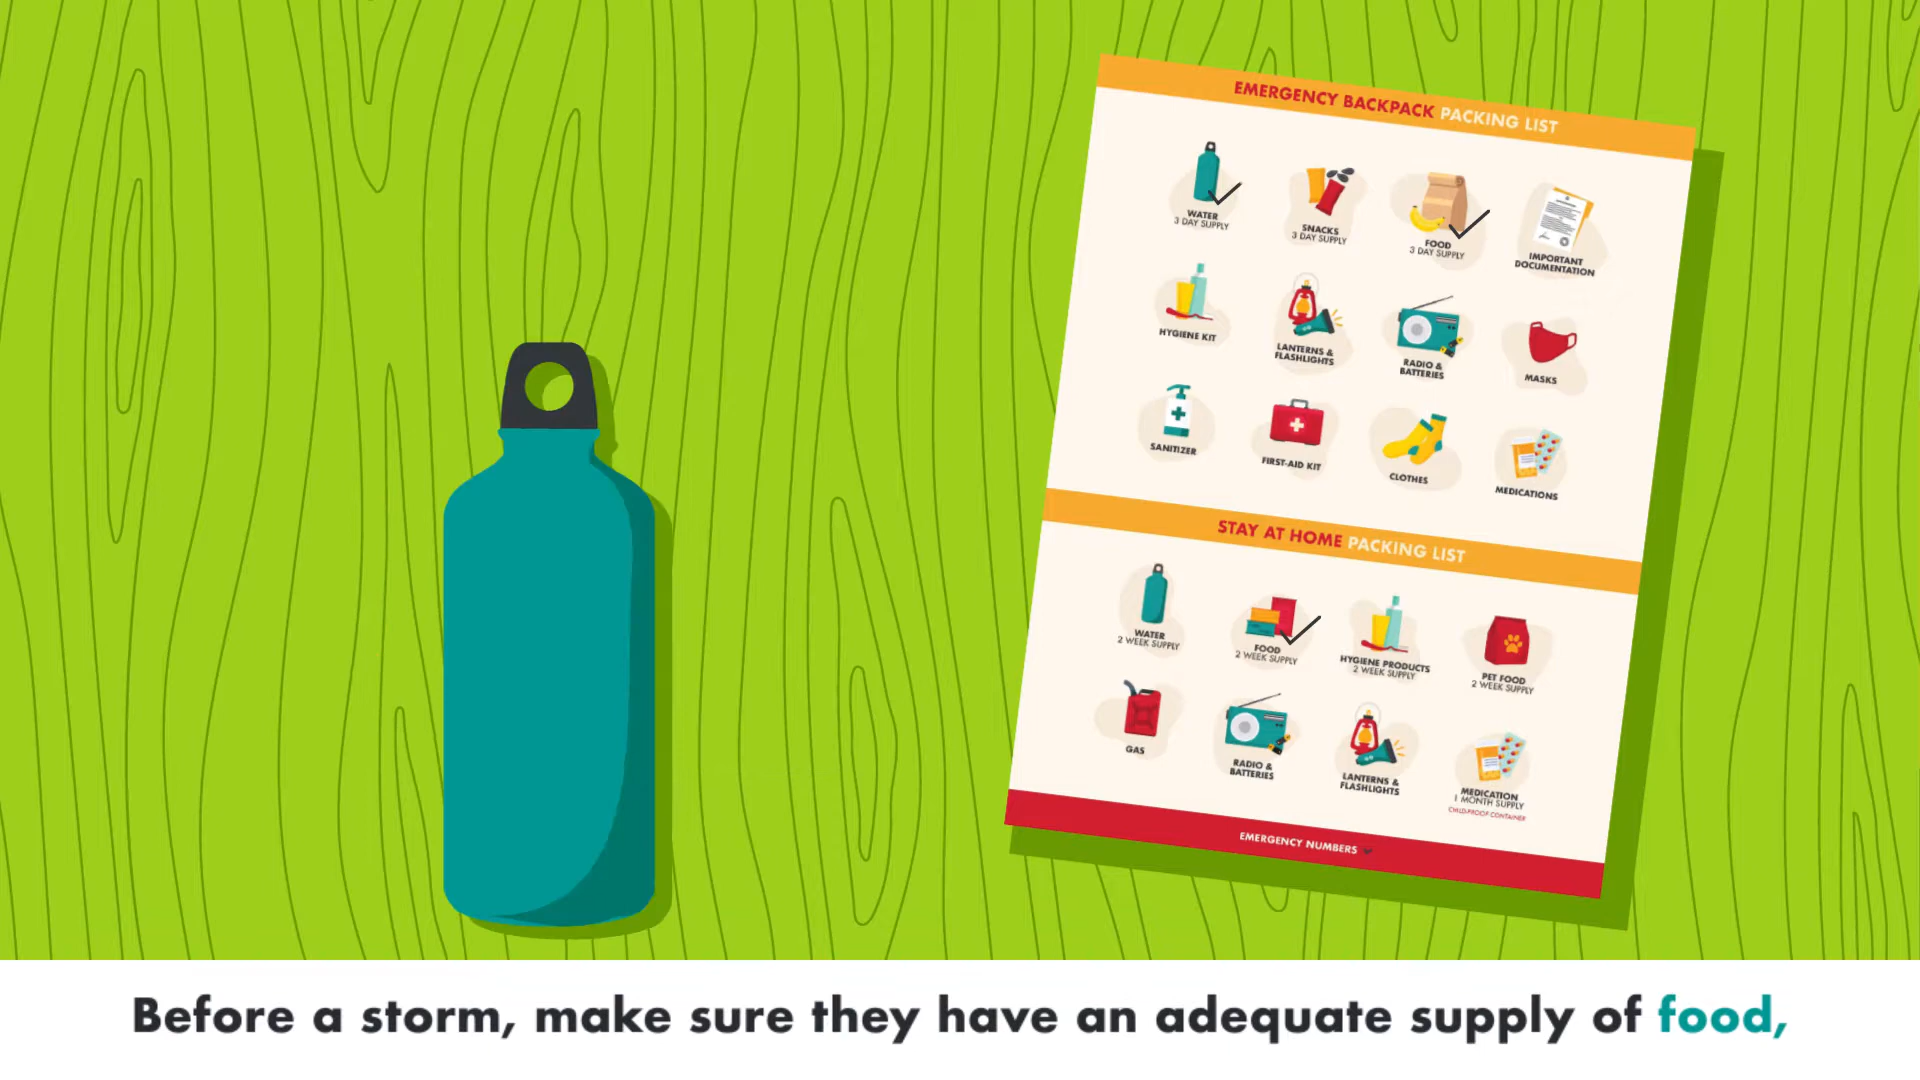 EMERGENCY BACKPACK PACKING LIST
WATER
3 DAY SUPPLY
SNACKS
3 DAY SUPPLY
FOOD
3 DAY SUPPLY
IMPORTANT
DOCUMENTATION
HYGIENE KIT
LANTERNS &
FLASHLIGHTS
RADIO &
BATTERIES
MASKS
SANITIZER
FIRST-AID KIT
CLOTHES
MEDICATIONS
STAY AT HOME PACKING LIST
WATER
2 WEEK SUPPLY
FOOD
2 WEEK SUPPLY
HYGIENE PRODUCTS
2 WEEK SUPPLY
PET FOOD
2 WEEK SUPPLY
GAS
RADIO &
BATTERIES
LANTERNS &
FLASHLIGHTS
MEDICATION
1 MONTH SUPPLY
CHILD-PROOF CONTAINER
EMERGENCY NUMBERS
Before a storm, make sure they have an adequate supply of food,